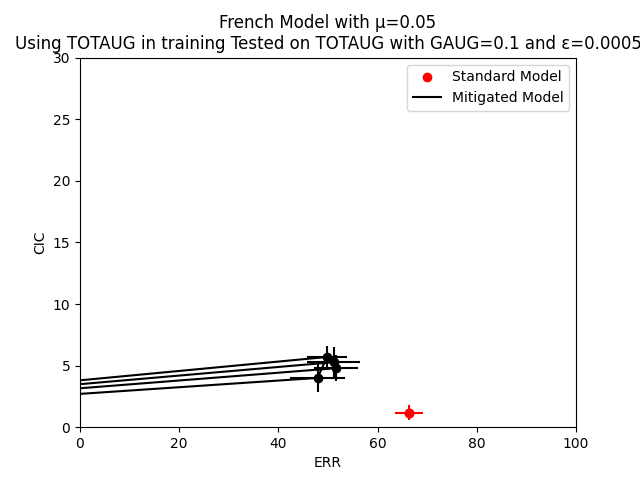 French Model with μ=0.05
Using TOTAUG in training Tested on TOTAUG with GAUG=0.1 and ε=0.0005
30
25
20
15
10
5
0
CIC
Standard Model
Mitigated Model
0 20 40 60 80 100
ERR